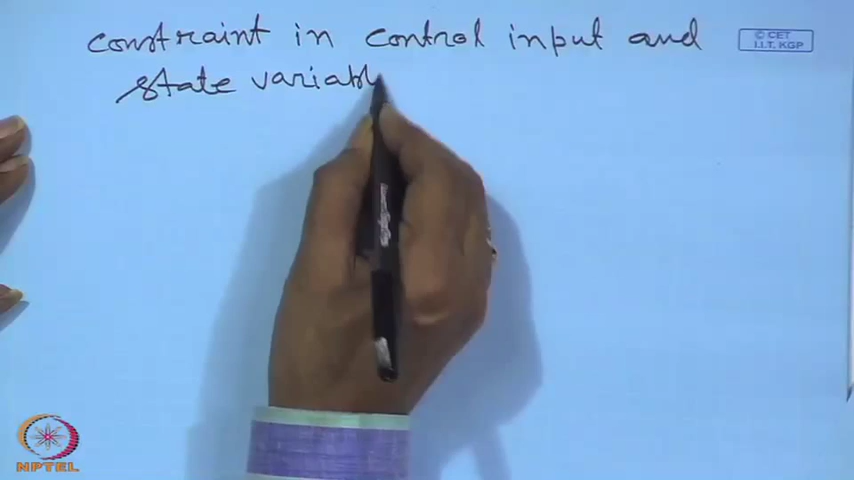 constraint in control input and
© CET
I.I.T. KGP
state variabl
NPTEL